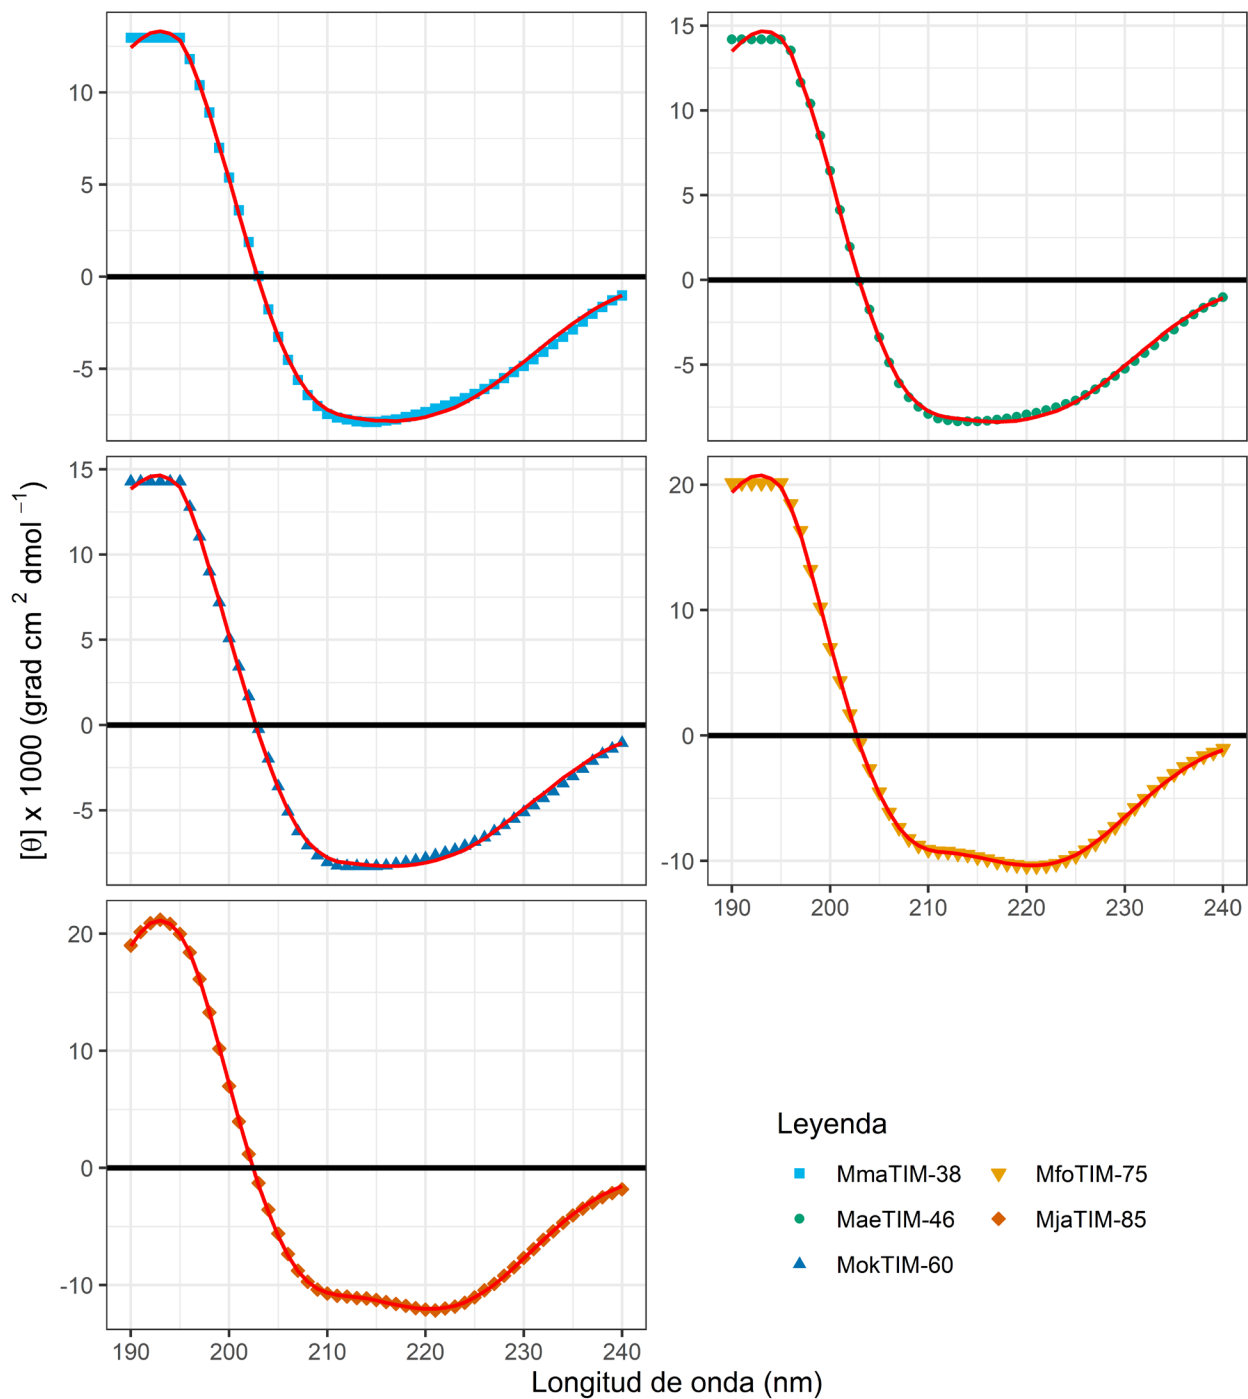 10
5
0
-5
15
10
5
0
-5
[θ] x 1000 (grad cm 2 dmol −1)
15
10
5
0
-5
20
10
0
-10
190 200 210 220 230 240
20
10
0
-10
190 200 210 220 230 240
Longitud de onda (nm)
Leyenda
MmaTIM-38 MfoTIM-75
MaeTIM-46 MjaTIM-85
MokTIM-60